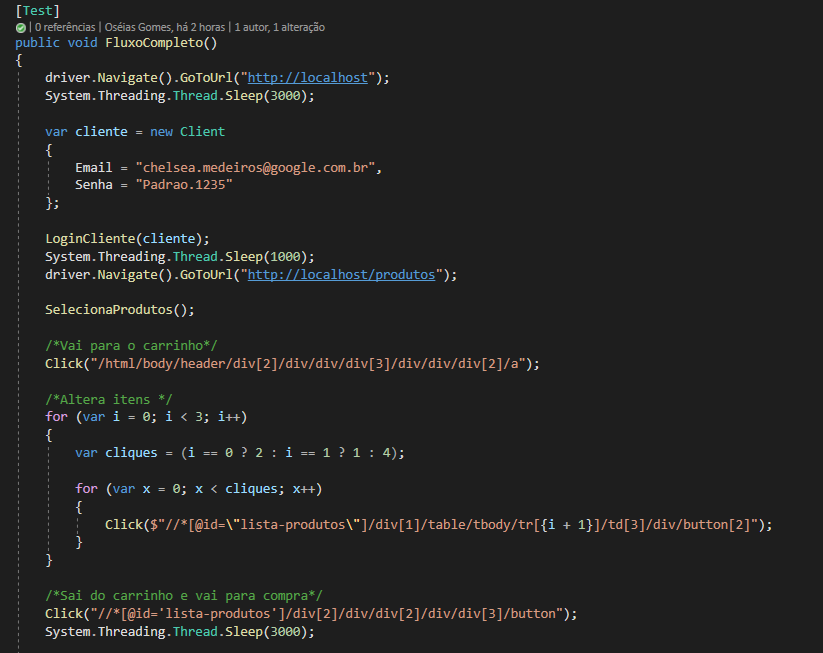 [Test]
| 0 referências | Oséias Gomes, há 2 horas | 1 autor, 1 alteração
public void FluxoCompleto()
{
driver.Navigate().GoToUrl("http://localhost");
System.Threading.Thread.Sleep(3000);
var cliente = new Client
{
Email = "chelsea.medeiros@google.com.br",
Senha = "Padrao.1235"
};
LoginCliente(cliente);
System.Threading.Thread.Sleep(1000);
driver.Navigate().GoToUrl("http://localhost/produtos");
SelecionaProdutos();
/*Vai para o carrinho*/
Click("/html/body/header/div[2]/div/div/div[3]/div/div/div[2]/a");
/*Altera itens */
for (var i = 0; i < 3; i++)
{
var cliques = (i == 0 ? 2 : i == 1 ? 1 : 4);
for (var x = 0; x < cliques; x++)
{
Click($"//*[@id=\"lista-produtos\"]/div[1]/table/tbody/tr[{i + 1}]/td[3]/div/button[2]");
}
}
/*Sai do carrinho e vai para compra*/
Click("//*[@id='lista-produtos']/div[2]/div/div[2]/div/div[3]/button");
System.Threading.Thread.Sleep(3000);